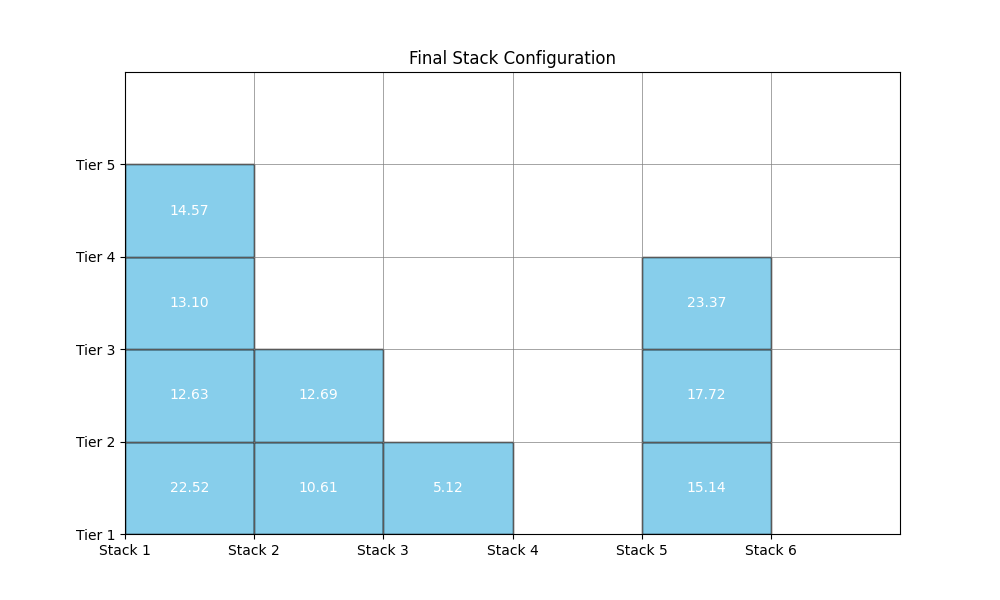 Final Stack Configuration
Tier 5
14.57
Tier 4
13.10
23.37
Tier 3
12.63
12.69
17.72
Tier 2
22.52
10.61
5.12
15.14
Tier 1
Stack 1
Stack 2
Stack 3
Stack 4
Stack 5
Stack 6